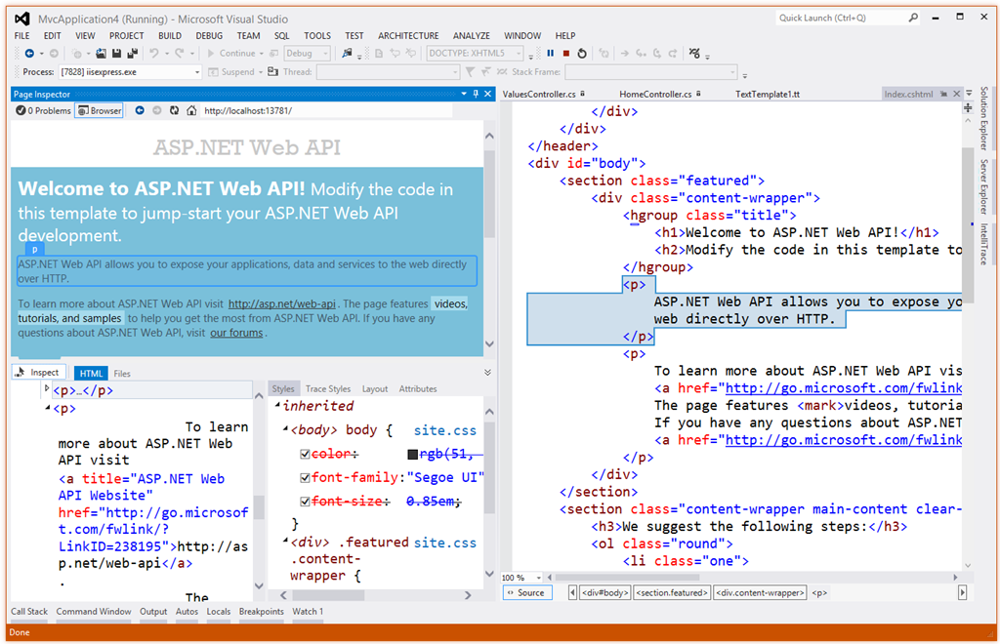 MvcApplication4 (Running) - Microsoft Visual Studio
Quick Launch (Ctrl+Q)
FILE EDIT VIEW PROJECT BUILD DEBUG TEAM SQL TOOLS TEST ARCHITECTURE ANALYZE WINDOW HELP
Continue Debug DOCTYPE: XHTML5
Process: [7828] iisexpress.exe Suspend Thread: Stack Frame:
Page Inspector
0 Problems Browser http://localhost:13781/
ASP.NET Web API
Welcome to ASP.NET Web API! Modify the code in
this template to jump-start your ASP.NET Web API
development.
p
ASP.NET Web API allows you to expose your applications, data and services to the web directly
over HTTP.
To learn more about ASP.NET Web API visit http://asp.net/web-api. The page features videos,
tutorials, and samples to help you get the most from ASP.NET Web API. If you have any
questions about ASP.NET Web API, visit our forums.
Inspect HTML Files
<p>…</p>
<p>
To learn
more about ASP.NET Web
API visit
<a title="ASP.NET Web
API Website"
href="http://go.microsof
t.com/fwlink/?
LinkID=238195">http://as
p.net/web-api</a>
.
The
Styles Trace Styles Layout Attributes
inherited
<body> body { site.css
color: rgb(51,
font-family:"Segoe UI"
font-size: 0.85em;
}
<div> .featured site.css
.content-
wrapper {
ValuesController.cs HomeController.cs TextTemplate1.tt Index.cshtml
</div>
</div>
</header>
<div id="body">
<section class="featured">
<div class="content-wrapper">
<hgroup class="title">
<h1>Welcome to ASP.NET Web API!</h1>
<h2>Modify the code in this template to
</hgroup>
<p>
ASP.NET Web API allows you to expose yo
web directly over HTTP.
</p>
<p>
To learn more about ASP.NET Web API vis
<a href="http://go.microsoft.com/fwlink
The page features <mark>videos, tutoria
If you have any questions about ASP.NET
<a href="http://go.microsoft.com/fwlink
</p>
</div>
</section>
<section class="content-wrapper main-content clear-
<h3>We suggest the following steps:</h3>
<ol class="round">
<li class="one">
100 %
Source <div#body> <section.featured> <div.content-wrapper> <p>
Solution Explorer
Server Explorer
IntelliTrace
Call Stack Command Window Output Autos Locals Breakpoints Watch 1
Done